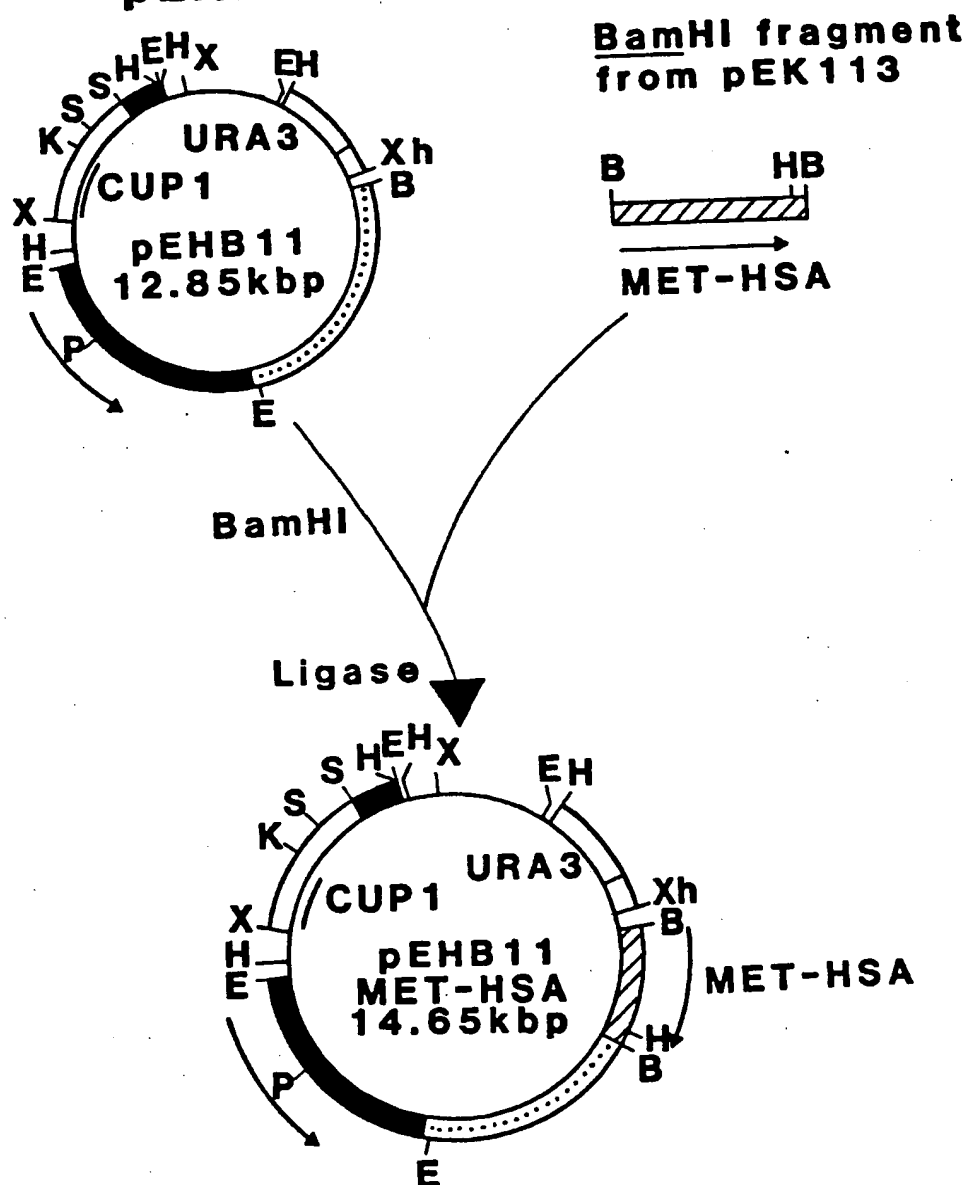 BamHI fragment
from pEK113
H E H X
S
S
K
X
H
E
P
E
EH
Xh
B
URA3
CUP1
pEHB11
12.85kbp
B HB
MET-HSA
BamHI
Ligase
H E H X
S
S
K
X
H
E
P
E
E H
Xh
B
H
B
URA3
CUP1
pEHB11
MET-HSA
14.65kbp
MET-HSA